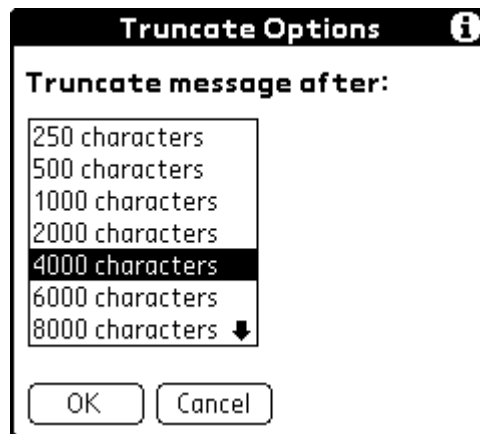 Truncate Options
Truncate message after:
250 characters
500 characters
1000 characters
2000 characters
4000 characters
6000 characters
8000 characters
OK Cancel